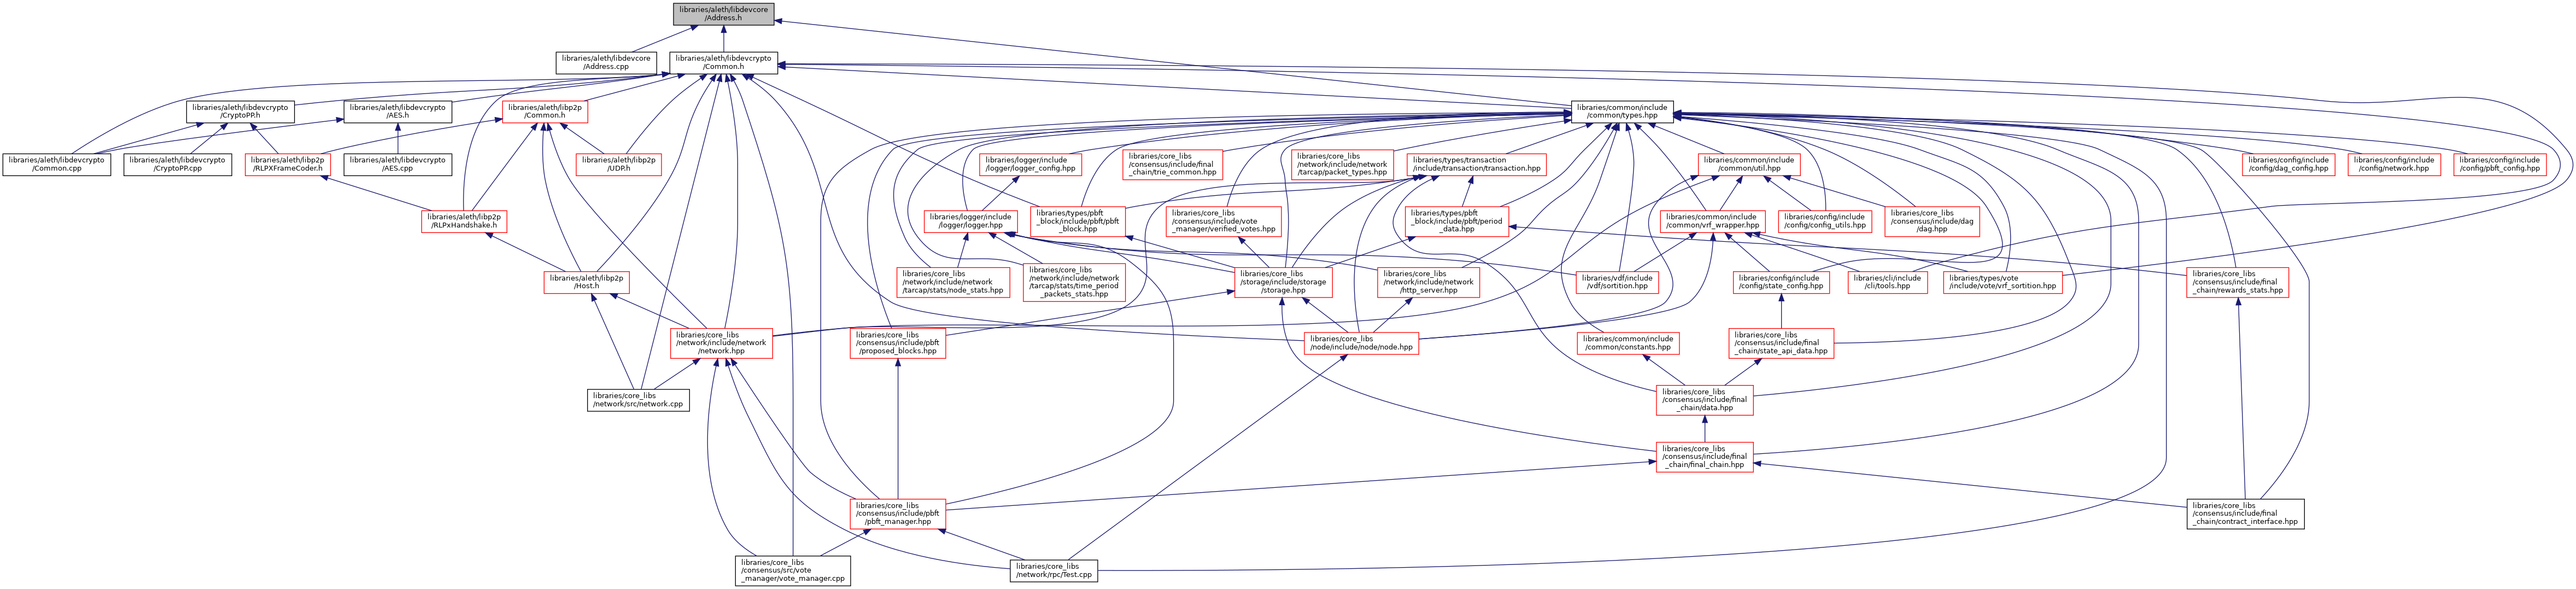 libraries/aleth/libdevcore
/Address.h
libraries/aleth/libdevcore
/Address.cpp
libraries/aleth/libdevcrypto
/Common.h
libraries/aleth/libdevcrypto
/CryptoPP.h
libraries/aleth/libdevcrypto
/AES.h
libraries/aleth/libp2p
/Common.h
libraries/common/include
/common/types.hpp
libraries/aleth/libdevcrypto
/Common.cpp
libraries/aleth/libdevcrypto
/CryptoPP.cpp
libraries/aleth/libp2p
/RLPXFrameCoder.h
libraries/aleth/libdevcrypto
/AES.cpp
libraries/aleth/libp2p
/UDP.h
libraries/logger/include
/logger/logger_config.hpp
libraries/core_libs
/consensus/include/final
_chain/trie_common.hpp
libraries/core_libs
/network/include/network
/tarcap/packet_types.hpp
libraries/types/transaction
/include/transaction/transaction.hpp
libraries/common/include
/common/util.hpp
libraries/config/include
/config/dag_config.hpp
libraries/config/include
/config/network.hpp
libraries/config/include
/config/pbft_config.hpp
libraries/aleth/libp2p
/RLPxHandshake.h
libraries/logger/include
/logger/logger.hpp
libraries/types/pbft
_block/include/pbft/pbft
_block.hpp
libraries/core_libs
/consensus/include/vote
_manager/verified_votes.hpp
libraries/types/pbft
_block/include/pbft/period
_data.hpp
libraries/common/include
/common/vrf_wrapper.hpp
libraries/config/include
/config/config_utils.hpp
libraries/core_libs
/consensus/include/dag
/dag.hpp
libraries/aleth/libp2p
/Host.h
libraries/core_libs
/network/include/network
/tarcap/stats/node_stats.hpp
libraries/core_libs
/network/include/network
/tarcap/stats/time_period
_packets_stats.hpp
libraries/core_libs
/storage/include/storage
/storage.hpp
libraries/core_libs
/network/include/network
/http_server.hpp
libraries/vdf/include
/vdf/sortition.hpp
libraries/config/include
/config/state_config.hpp
libraries/cli/include
/cli/tools.hpp
libraries/types/vote
/include/vote/vrf_sortition.hpp
libraries/core_libs
/consensus/include/final
_chain/rewards_stats.hpp
libraries/core_libs
/network/include/network
/network.hpp
libraries/core_libs
/consensus/include/pbft
/proposed_blocks.hpp
libraries/core_libs
/node/include/node/node.hpp
libraries/common/include
/common/constants.hpp
libraries/core_libs
/consensus/include/final
_chain/state_api_data.hpp
libraries/core_libs
/network/src/network.cpp
libraries/core_libs
/consensus/include/final
_chain/data.hpp
libraries/core_libs
/consensus/include/final
_chain/final_chain.hpp
libraries/core_libs
/consensus/include/pbft
/pbft_manager.hpp
libraries/core_libs
/consensus/include/final
_chain/contract_interface.hpp
libraries/core_libs
/consensus/src/vote
_manager/vote_manager.cpp
libraries/core_libs
/network/rpc/Test.cpp